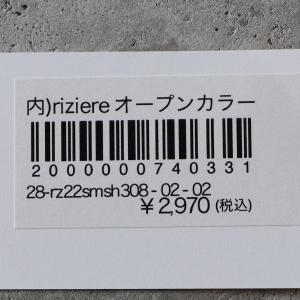 内)riziere オープンカラー
2000000740331
28-rz22smsh308-02-02
¥2,970 (税込)